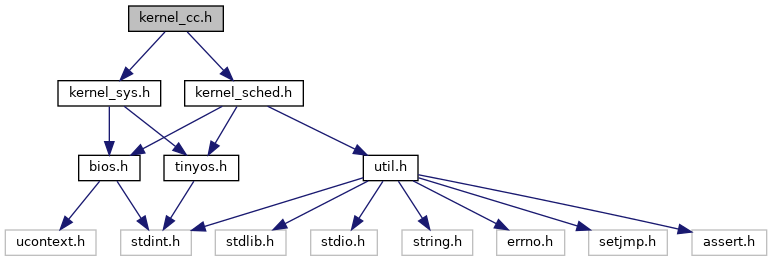 kernel_cc.h
kernel_sys.h
kernel_sched.h
bios.h
tinyos.h
util.h
ucontext.h
stdint.h
stdlib.h
stdio.h
string.h
errno.h
setjmp.h
assert.h